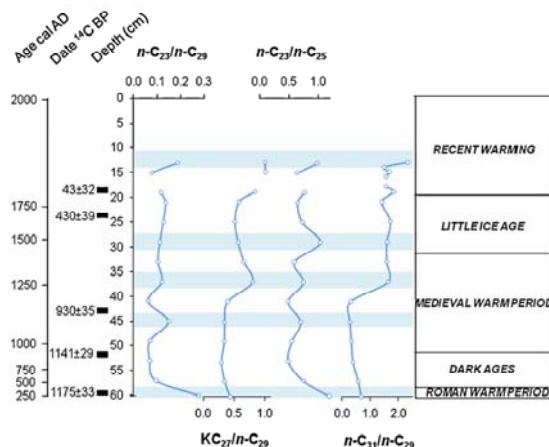 Age cal AD
Date ¹⁴C BP
Depth (cm)
n-C₂₃/n-C₂₉
n-C₂₃/n-C₂₅
0.0 0.1 0.2 0.3
0.0 0.5 1.0
2000
1750
1500
1250
1000
750
500
250
43±32
430±39
930±35
1141±29
1175±33
0
5
10
15
20
25
30
35
40
45
50
55
60
RECENT WARMING
LITTLE ICE AGE
MEDIEVAL WARM PERIOD
DARK AGES
ROMAN WARM PERIOD
0.0 0.5 1.0
0.0 1.0 2.0
KC₂₇/n-C₂₉
n-C₃₁/n-C₂₉